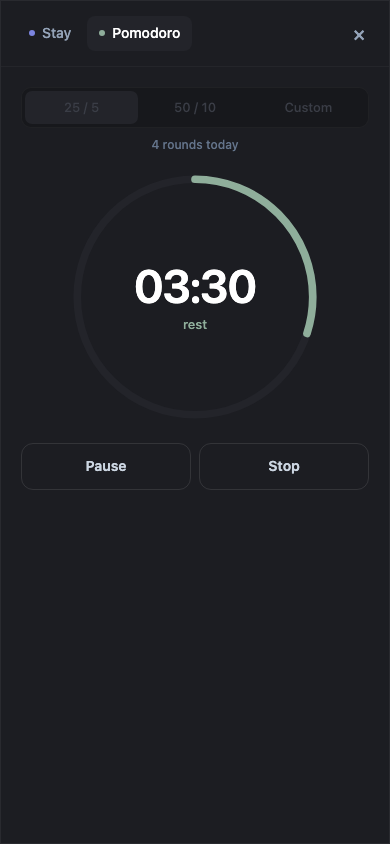 Stay
Pomodoro
25 / 5
50 / 10
Custom
4 rounds today
03:30
rest
Pause
Stop